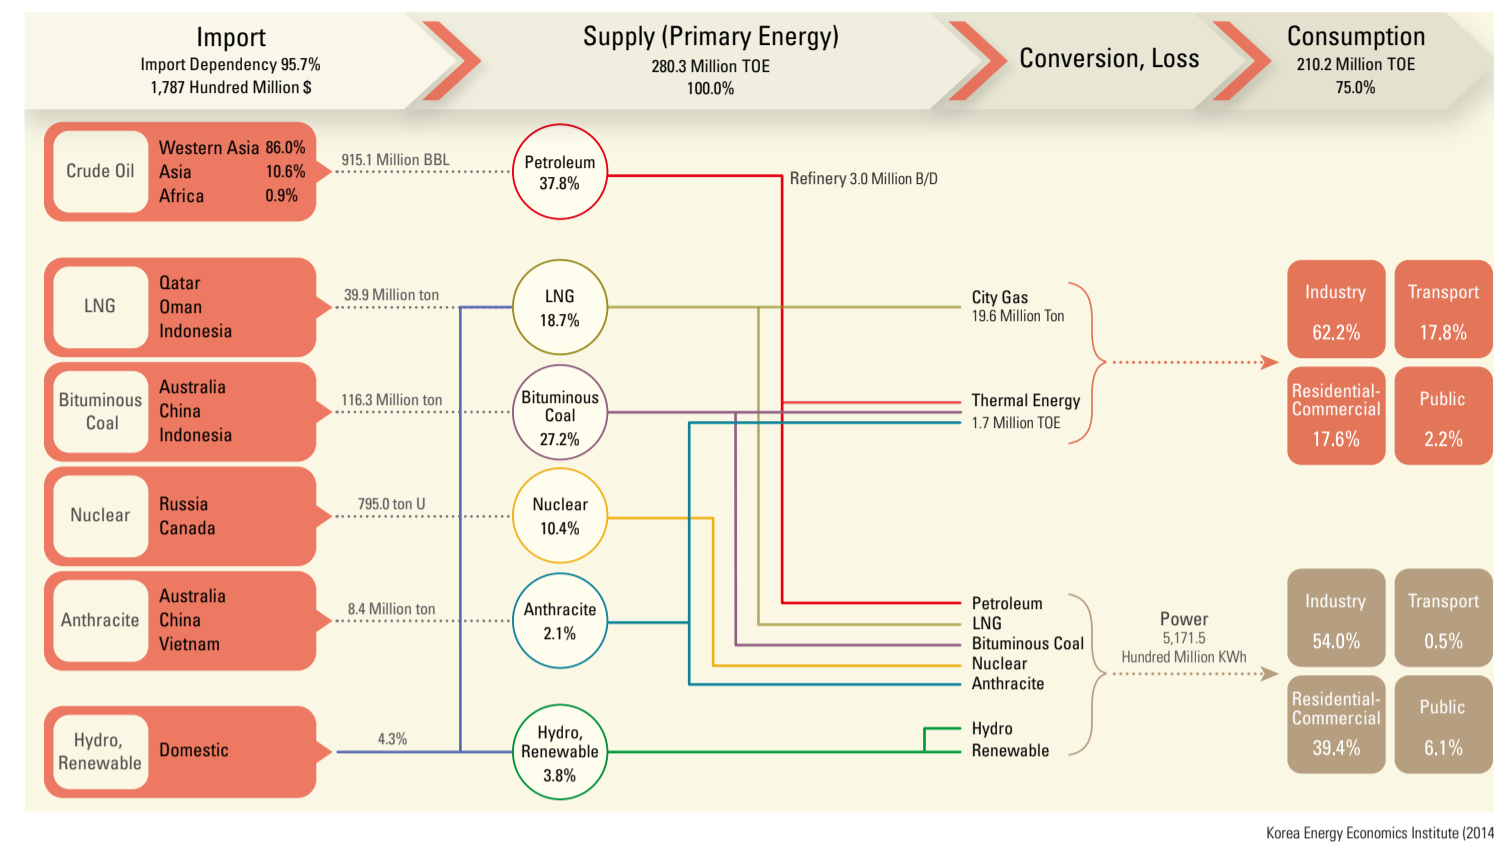 Import
Import Dependency 95.7%
1,787 Hundred Million $
Supply (Primary Energy)
280.3 Million TOE
100.0%
Conversion, Loss
Consumption
210.2 Million TOE
75.0%
Crude Oil
Western Asia 86.0%
Asia 10.6%
Africa 0.9%
915.1 Million BBL
Petroleum
37.8%
Refinery 3.0 Million B/D
LNG
Qatar
Oman
Indonesia
39.9 Million ton
LNG
18.7%
City Gas
19.6 Million Ton
Bituminous
Coal
Australia
China
Indonesia
116.3 Million ton
Bituminous
Coal
27.2%
Thermal Energy
1.7 Million TOE
Industry
62.2%
Transport
17.8%
Residential-
Commercial
17.6%
Public
2.2%
Nuclear
Russia
Canada
795.0 ton U
Nuclear
10.4%
Anthracite
Australia
China
Vietnam
8.4 Million ton
Anthracite
2.1%
Petroleum
LNG
Bituminous Coal
Nuclear
Anthracite
Hydro,
Renewable
Domestic
4.3%
Hydro,
Renewable
3.8%
Hydro
Renewable
Power
5,171.5
Hundred Million KWh
Industry
54.0%
Transport
0.5%
Residential-
Commercial
39.4%
Public
6.1%
Korea Energy Economics Institute (2014